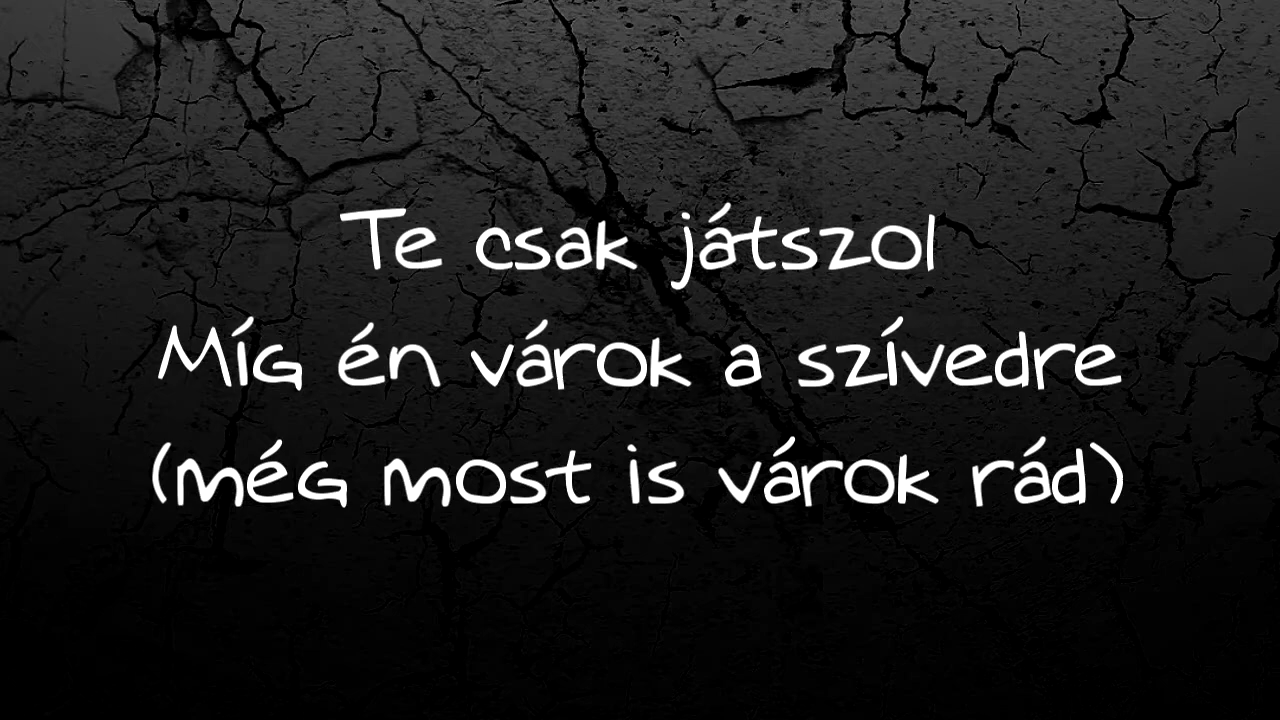 Te csak játszol
Míg én várok a szívedre
(még most is várok rád)